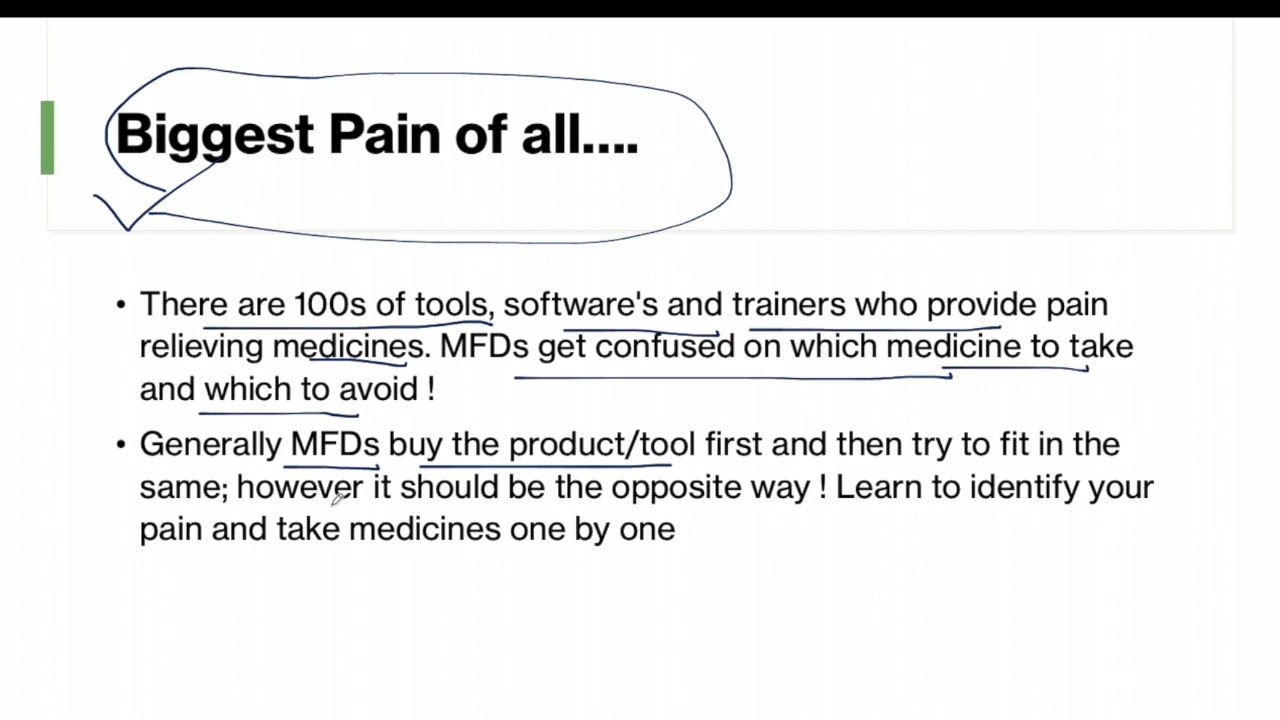 Biggest Pain of all....
• There are 100s of tools, software's and trainers who provide pain
relieving medicines. MFDs get confused on which medicine to take
and which to avoid !
• Generally MFDs buy the product/tool first and then try to fit in the
same; however it should be the opposite way ! Learn to identify your
pain and take medicines one by one